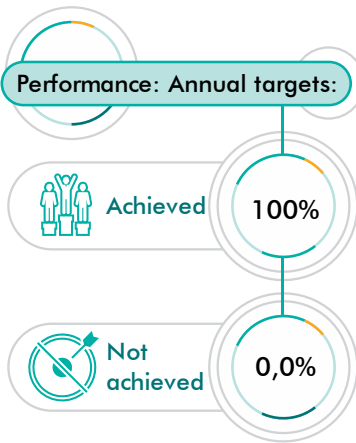 Performance: Annual targets:
Achieved
100%
Not
achieved
0,0%